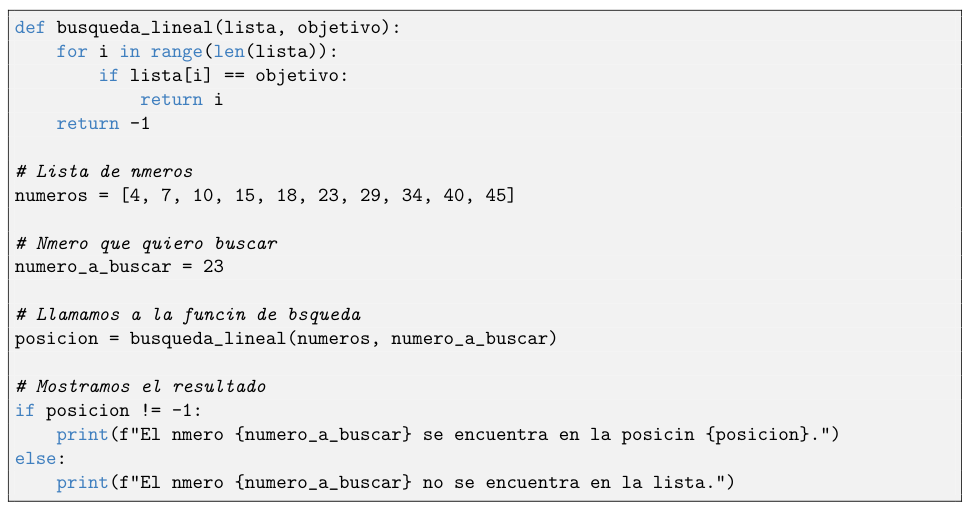 def busqueda_lineal(lista, objetivo):
    for i in range(len(lista)):
        if lista[i] == objetivo:
            return i
    return -1

# Lista de nmeros
numeros = [4, 7, 10, 15, 18, 23, 29, 34, 40, 45]

# Nmero que quiero buscar
numero_a_buscar = 23

# Llamamos a la funcin de bsqueda
posicion = busqueda_lineal(numeros, numero_a_buscar)

# Mostramos el resultado
if posicion != -1:
    print(f"El nmero {numero_a_buscar} se encuentra en la posicin {posicion}.")
else:
    print(f"El nmero {numero_a_buscar} no se encuentra en la lista.")